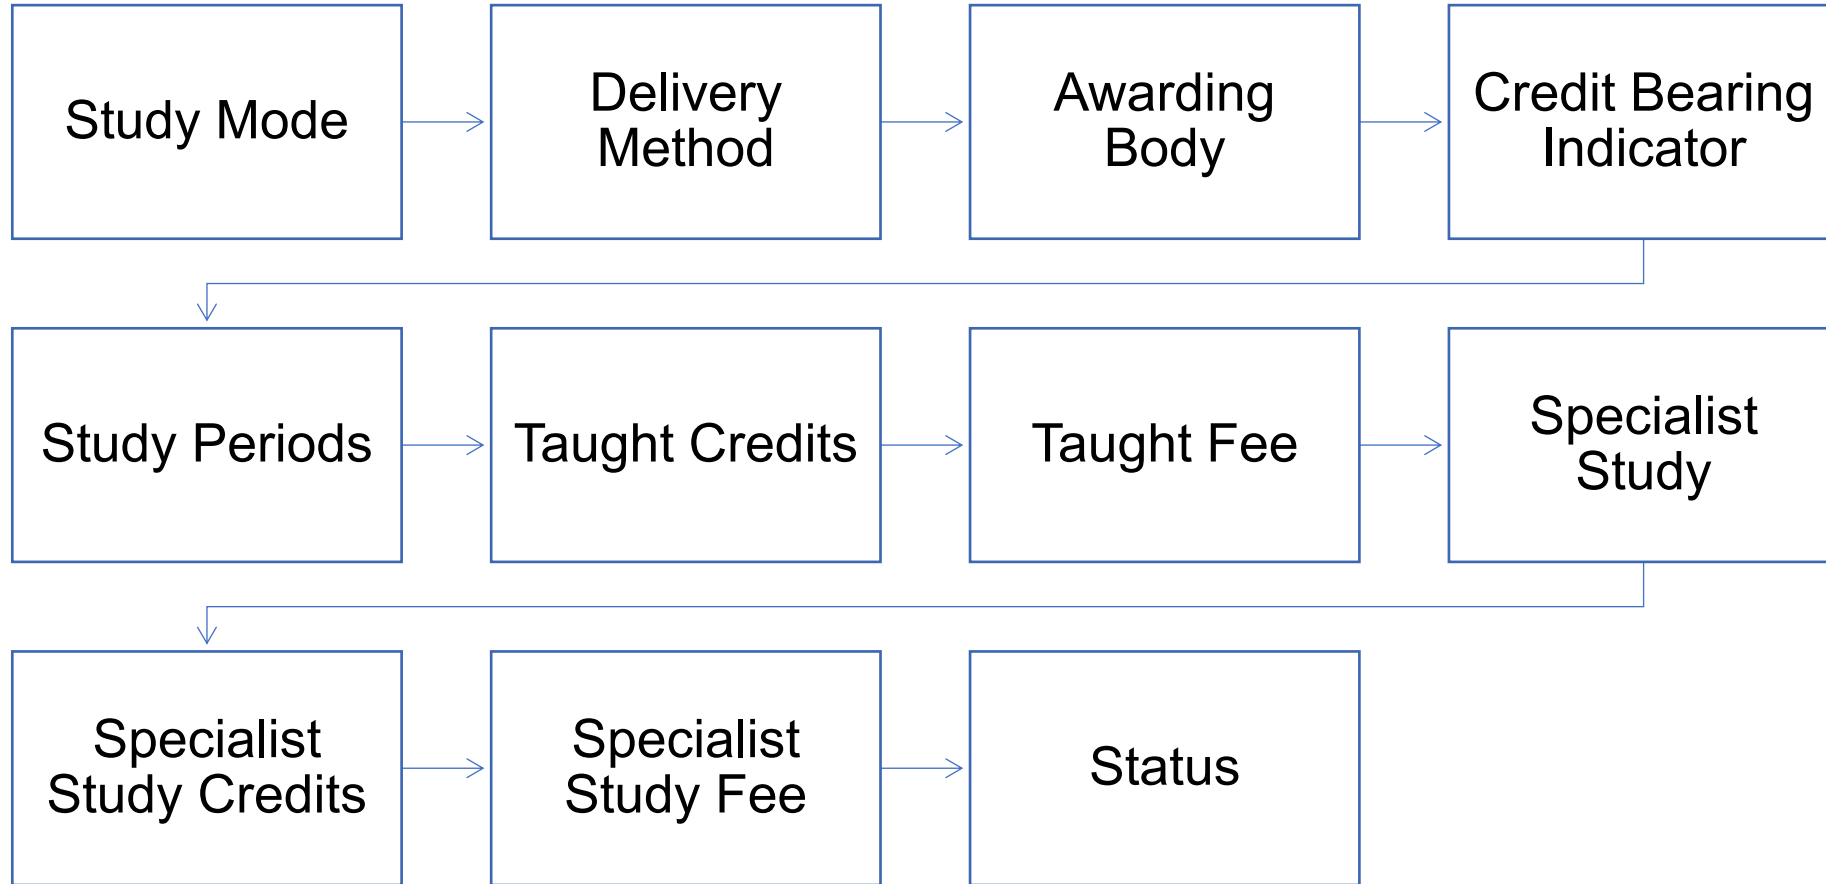 Study Mode
Delivery
Method
Awarding
Body
Credit Bearing
Indicator
Study Periods
Taught Credits
Taught Fee
Specialist
Study
Specialist
Study Credits
Specialist
Study Fee
Status